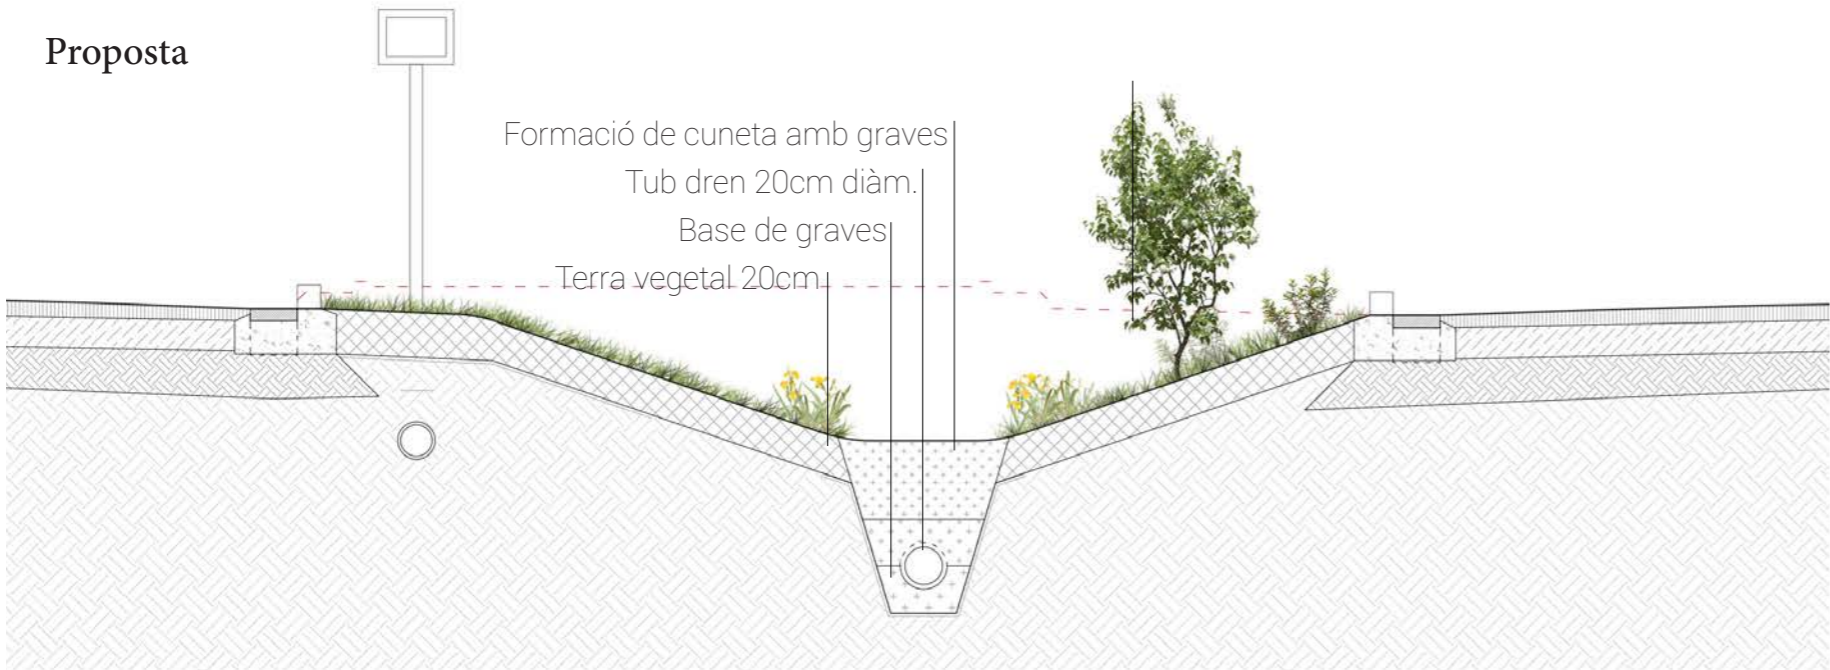 Proposta
Formació de cuneta amb graves
Tub dren 20cm diàm.
Base de graves
Terra vegetal 20cm